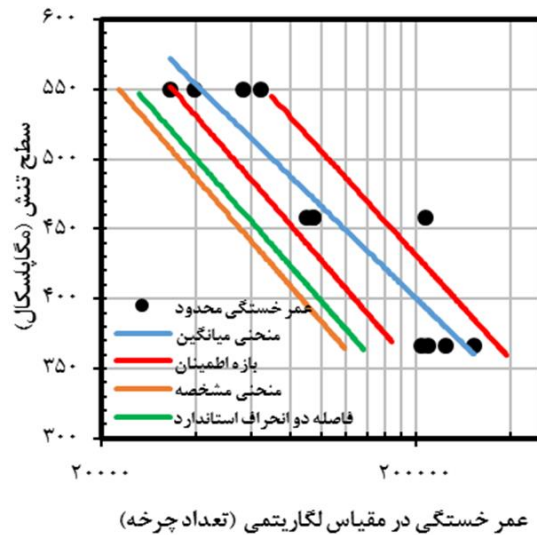 ۶۰۰
۵۵۰
۵۰۰
۴۵۰
۴۰۰
۳۵۰
۳۰۰
سطح تنش (مگاپاسکال)
عمر خستگی محدود
منحنی میانگین
بازه اطمینان
منحنی مشخصه
فاصله دو انحراف استاندارد
۲۰۰۰۰
۲۰۰۰۰۰
عمر خستگی در مقیاس لگاریتمی (تعداد چرخه)